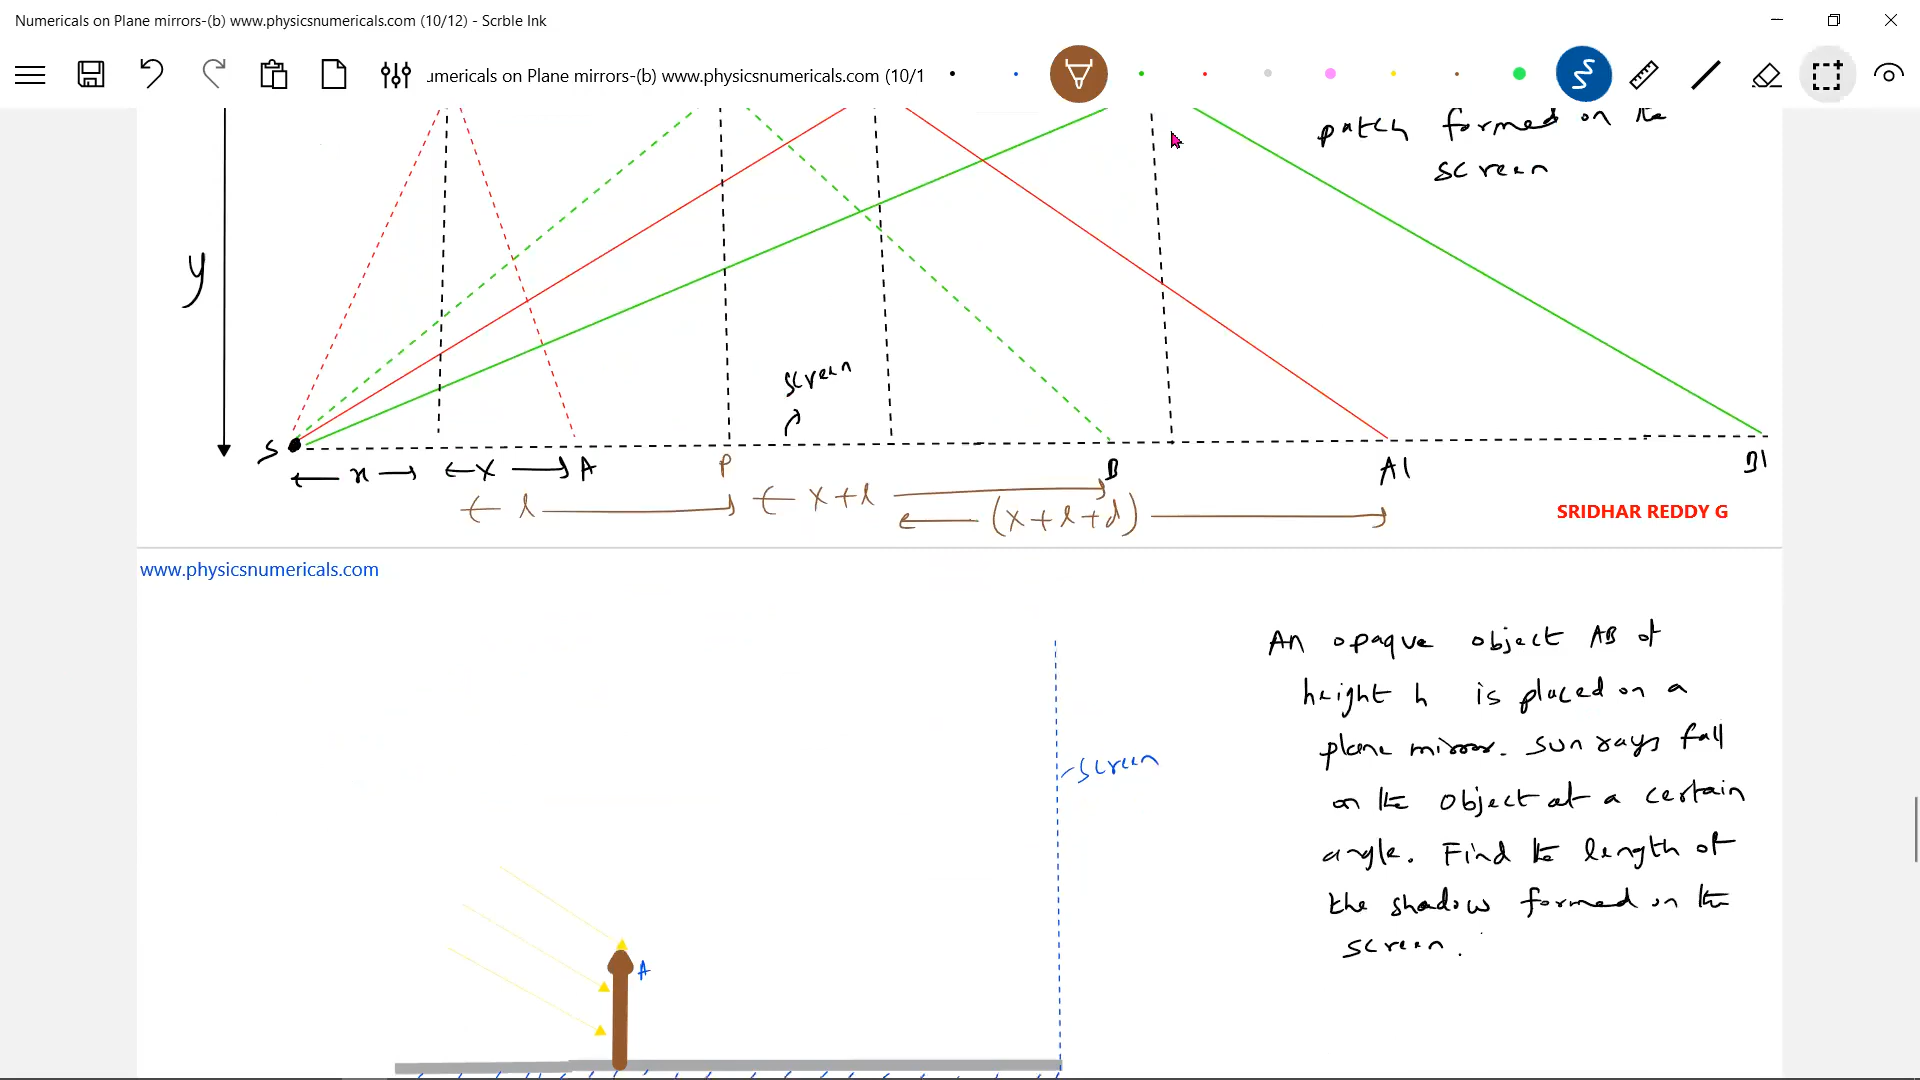 Numericals on Plane mirrors-(b) www.physicsnumericals.com (10/12) - Scrble Ink
umericals on Plane mirrors-(b) www.physicsnumericals.com (10/1
patch formed on the
screen
y
screen
S
x
x
A
P
B
A1
B1
l
x+l
(x+l+d)
SRIDHAR REDDY G
www.physicsnumericals.com
An opaque object AB of
height h is placed on a
plane mirror. Sun rays fall
on the object at a certain
angle. Find the length of
the shadow formed on the
screen.
screen
A